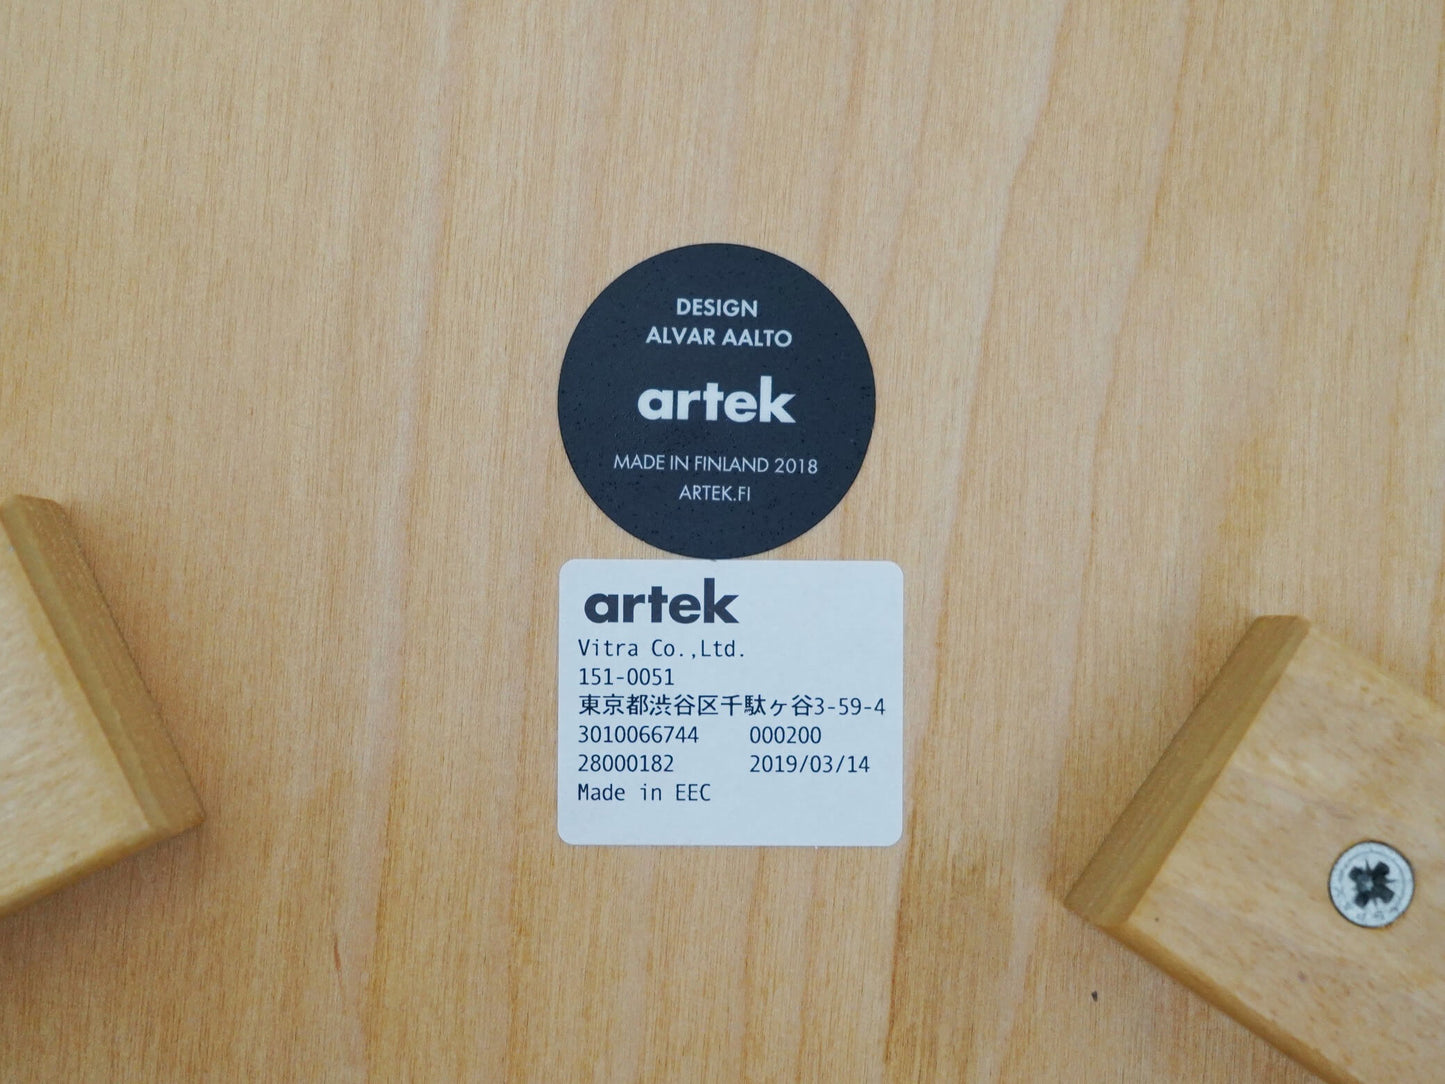 DESIGN
ALVAR AALTO
artek
MADE IN FINLAND 2018
ARTEK.FI
artek
Vitra Co.,Ltd.
151-0051
東京都渋谷区千駄ヶ谷3-59-4
3010066744 000200
28000182 2019/03/14
Made in EEC